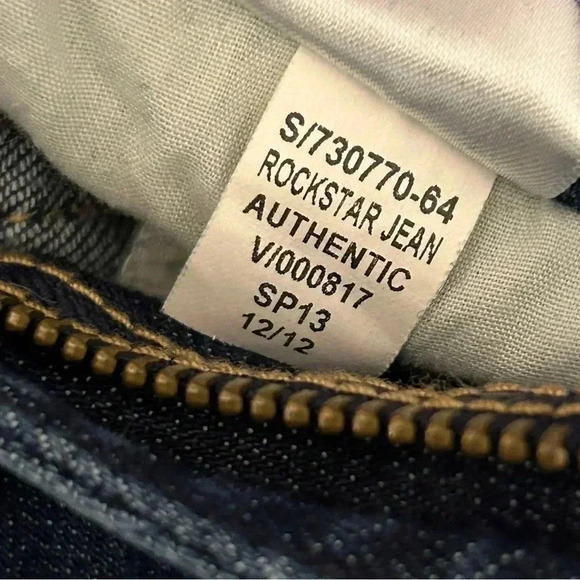 S/730770-64
ROCKSTAR JEAN
AUTHENTIC
V/000817
SP13
12/12